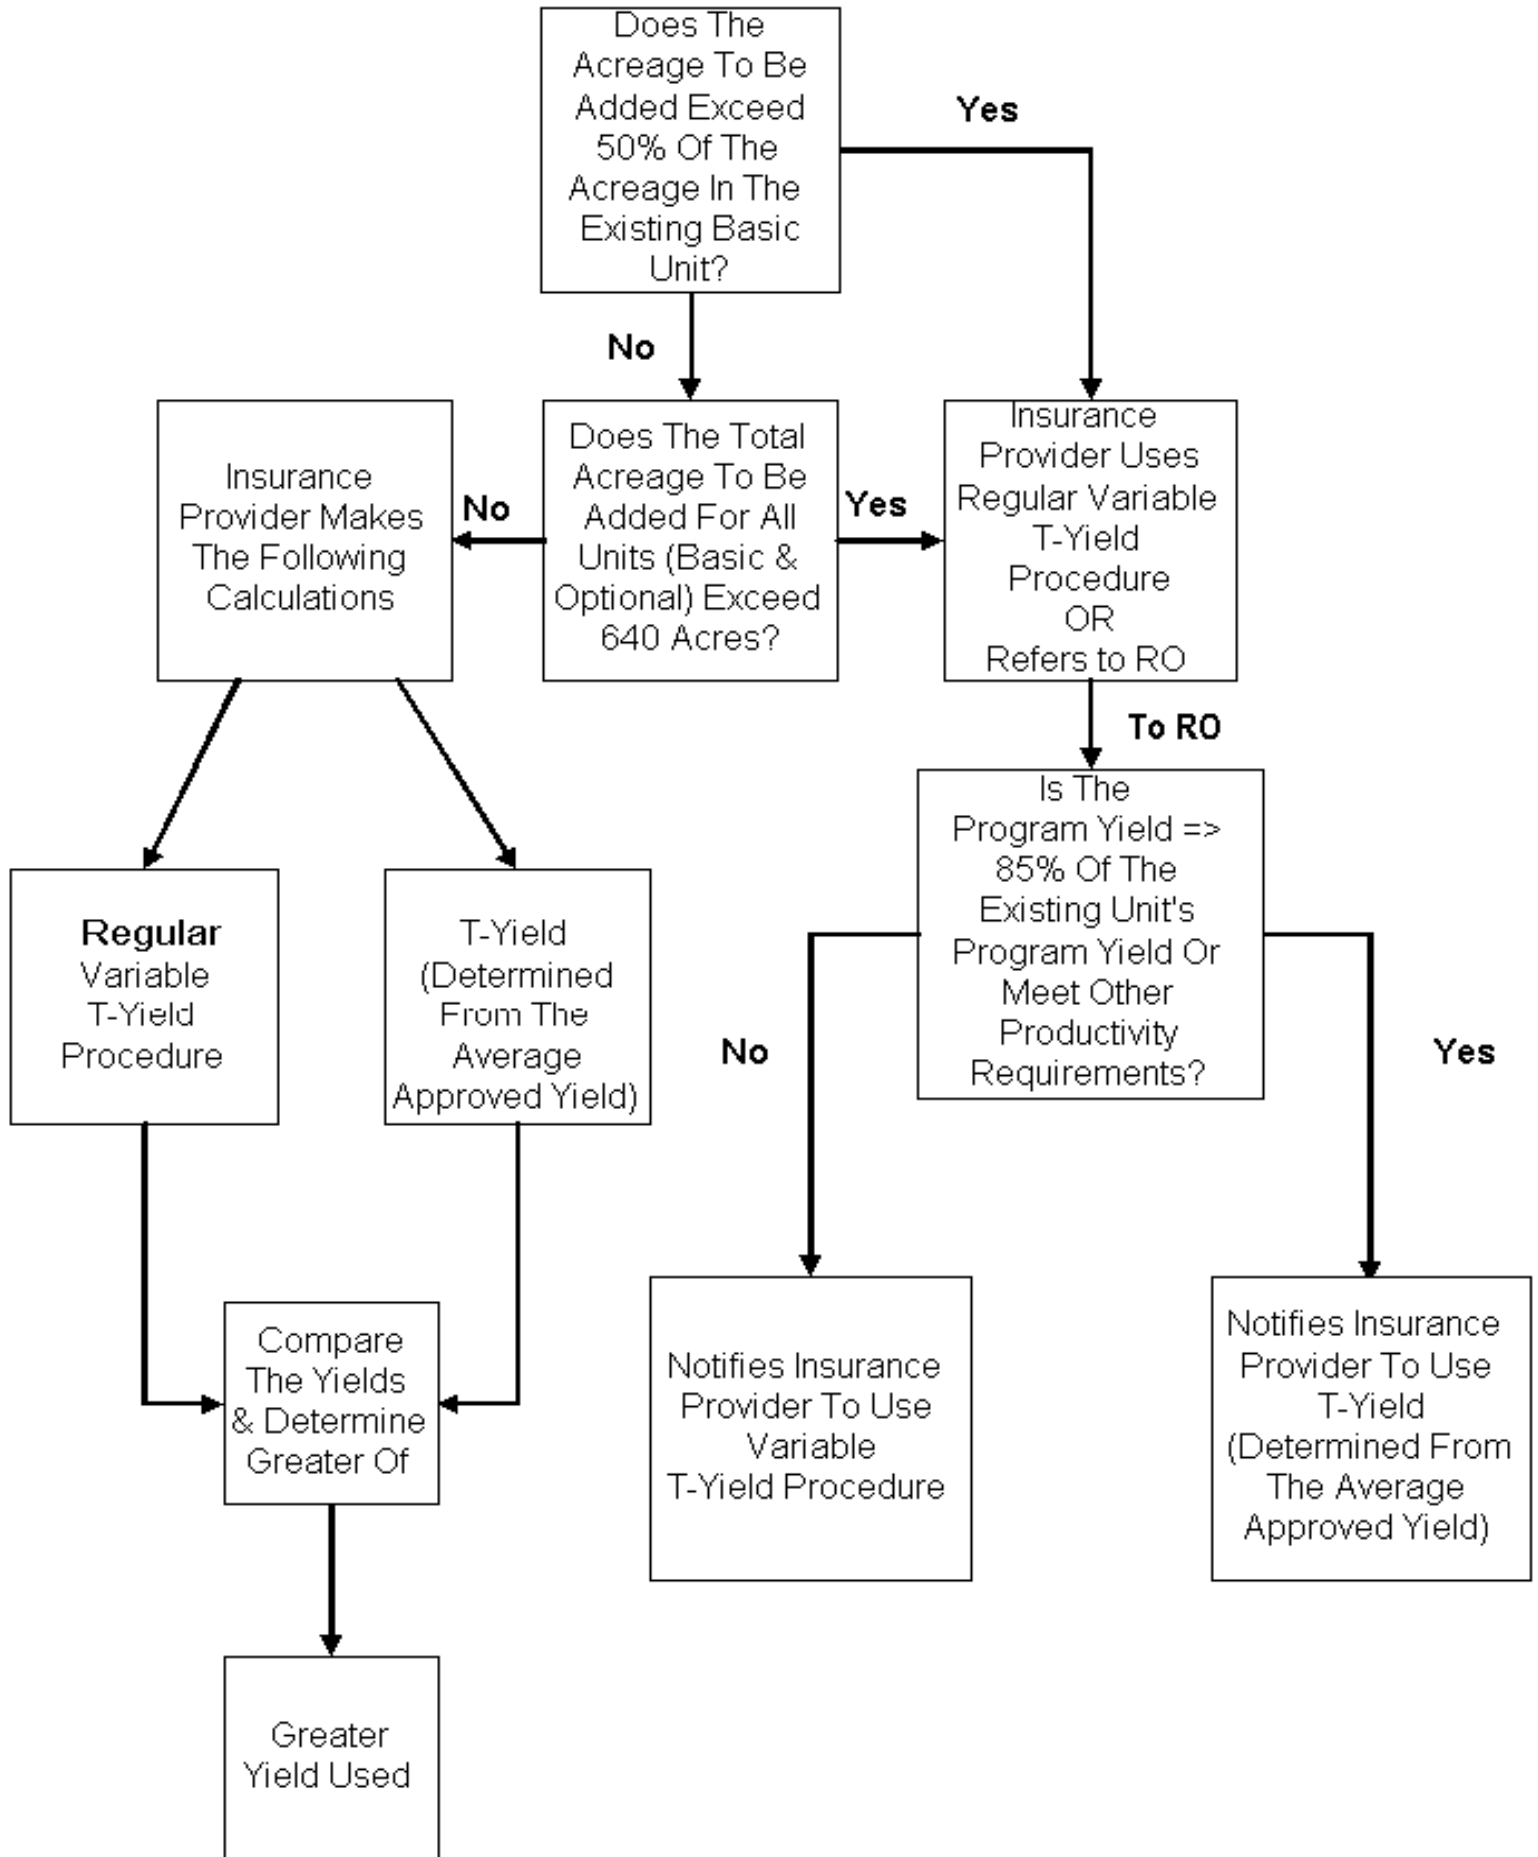 Does The
Acreage To Be
Added Exceed
50% Of The
Acreage In The
Existing Basic
Unit?
Yes
No
Insurance
Provider Makes
The Following
Calculations
No
Does The Total
Acreage To Be
Added For All
Units (Basic &
Optional) Exceed
640 Acres?
Yes
Insurance
Provider Uses
Regular Variable
T-Yield
Procedure
OR
Refers to RO
To RO
Is The
Program Yield =>
85% Of The
Existing Unit's
Program Yield Or
Meet Other
Productivity
Requirements?
Regular
Variable
T-Yield
Procedure
T-Yield
(Determined
From The
Average
Approved Yield)
No
Yes
Compare
The Yields
& Determine
Greater Of
Notifies Insurance
Provider To Use
Variable
T-Yield Procedure
Notifies Insurance
Provider To Use
T-Yield
(Determined From
The Average
Approved Yield)
Greater
Yield Used